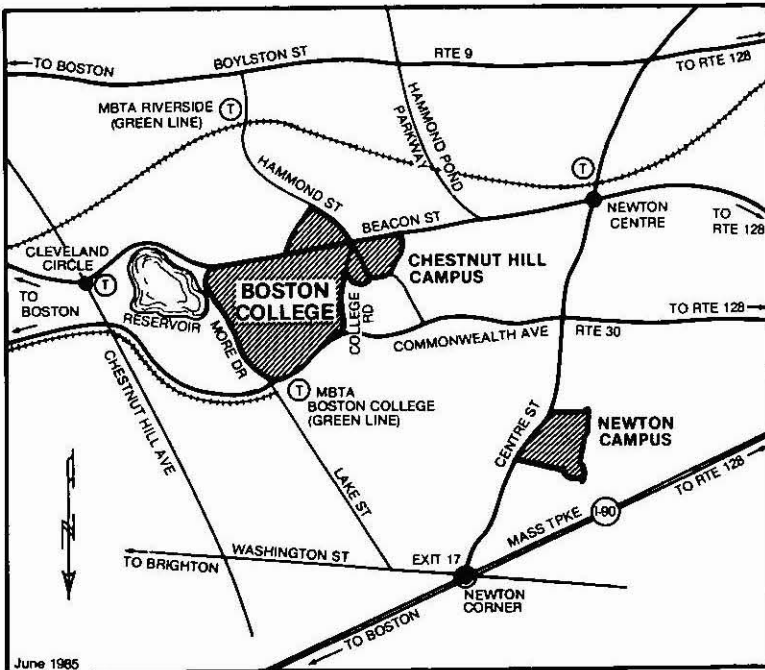 TO BOSTON
BOYLSTON ST
RTE 9
TO RTE 128
MBTA RIVERSIDE
(GREEN LINE)
T
HAMMOND POND
PARKWAY
T
HAMMOND ST
BEACON ST
NEWTON
CENTRE
TO
RTE 128
CLEVELAND
CIRCLE
T
TO
BOSTON
RESERVOIR
BOSTON
COLLEGE
CHESTNUT HILL
CAMPUS
COLLEGE
RD
MORE DR
COMMONWEALTH AVE
RTE 30
TO RTE 128
T
MBTA
BOSTON COLLEGE
(GREEN LINE)
CHESTNUT HILL AVE
LAKE ST
CENTRE ST
NEWTON
CAMPUS
N
TO BRIGHTON
WASHINGTON ST
EXIT 17
MASS TPKE
I-90
TO RTE 128
NEWTON
CORNER
TO BOSTON
June 1985